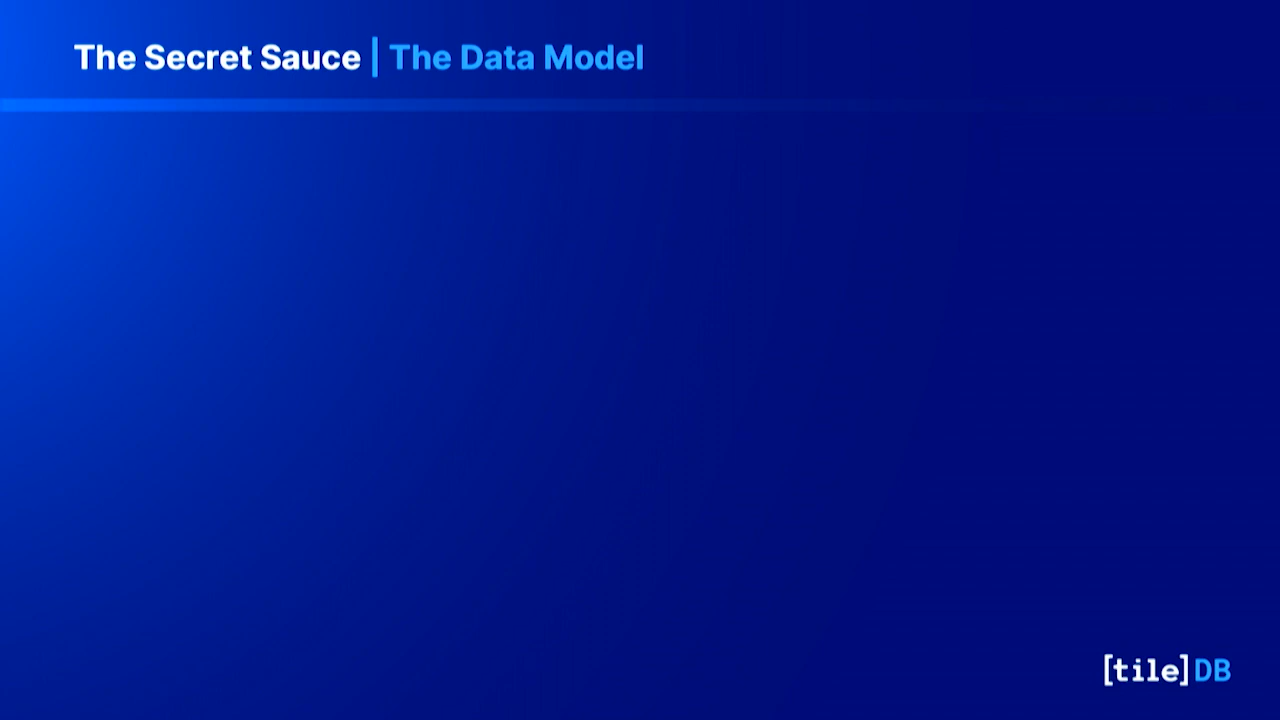 The Secret Sauce | The Data Model
[tile]DB